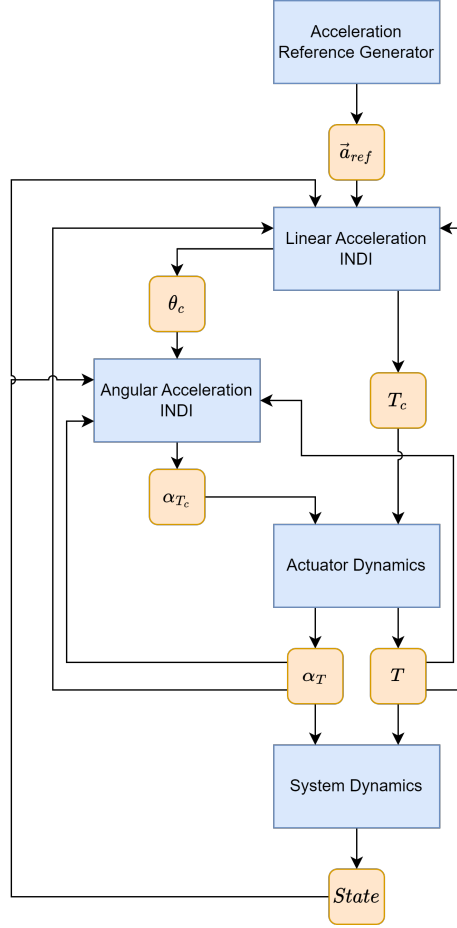 Acceleration
Reference Generator
$\vec{a}_{ref}$
Linear Acceleration
INDI
$\theta_c$
Angular Acceleration
INDI
$T_c$
$\alpha_{T_c}$
Actuator Dynamics
$\alpha_T$
$T$
System Dynamics
State